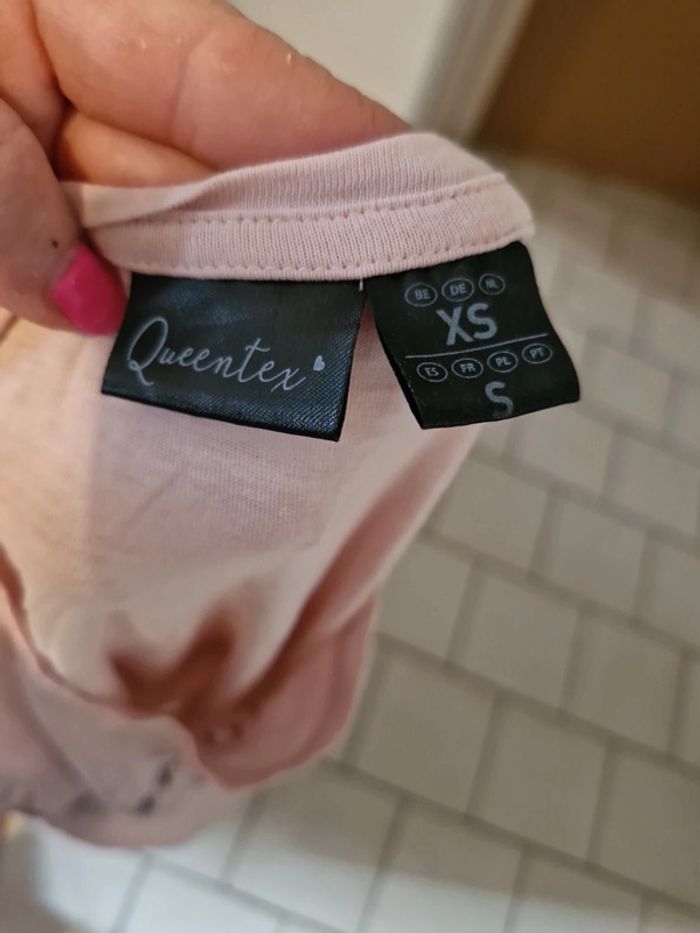 Queentex
BE DE NL
XS
ES FR PL PT
S